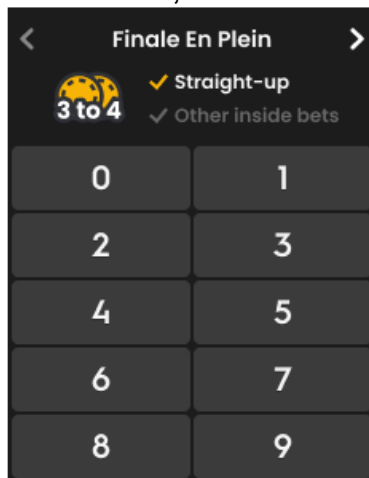 Finale En Plein
Straight-up
3 to 4
Other inside bets
0 1
2 3
4 5
6 7
8 9